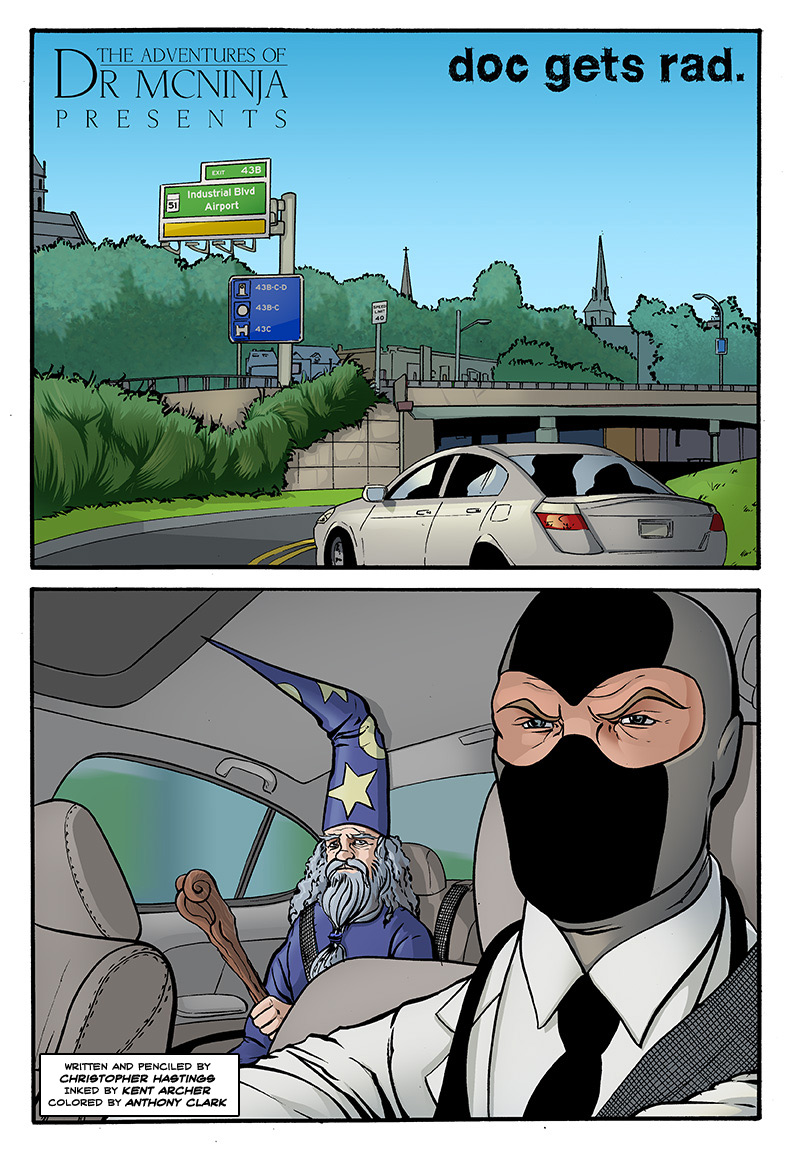 THE ADVENTURES OF
DR MCNINJA
PRESENTS
doc gets rad.
EXIT 43B
51
Industrial Blvd
Airport
43B-C-D
43B-C
43C
SPEED
LIMIT
40
WRITTEN AND PENCILED BY
CHRISTOPHER HASTINGS
INKED BY KENT ARCHER
COLORED BY ANTHONY CLARK